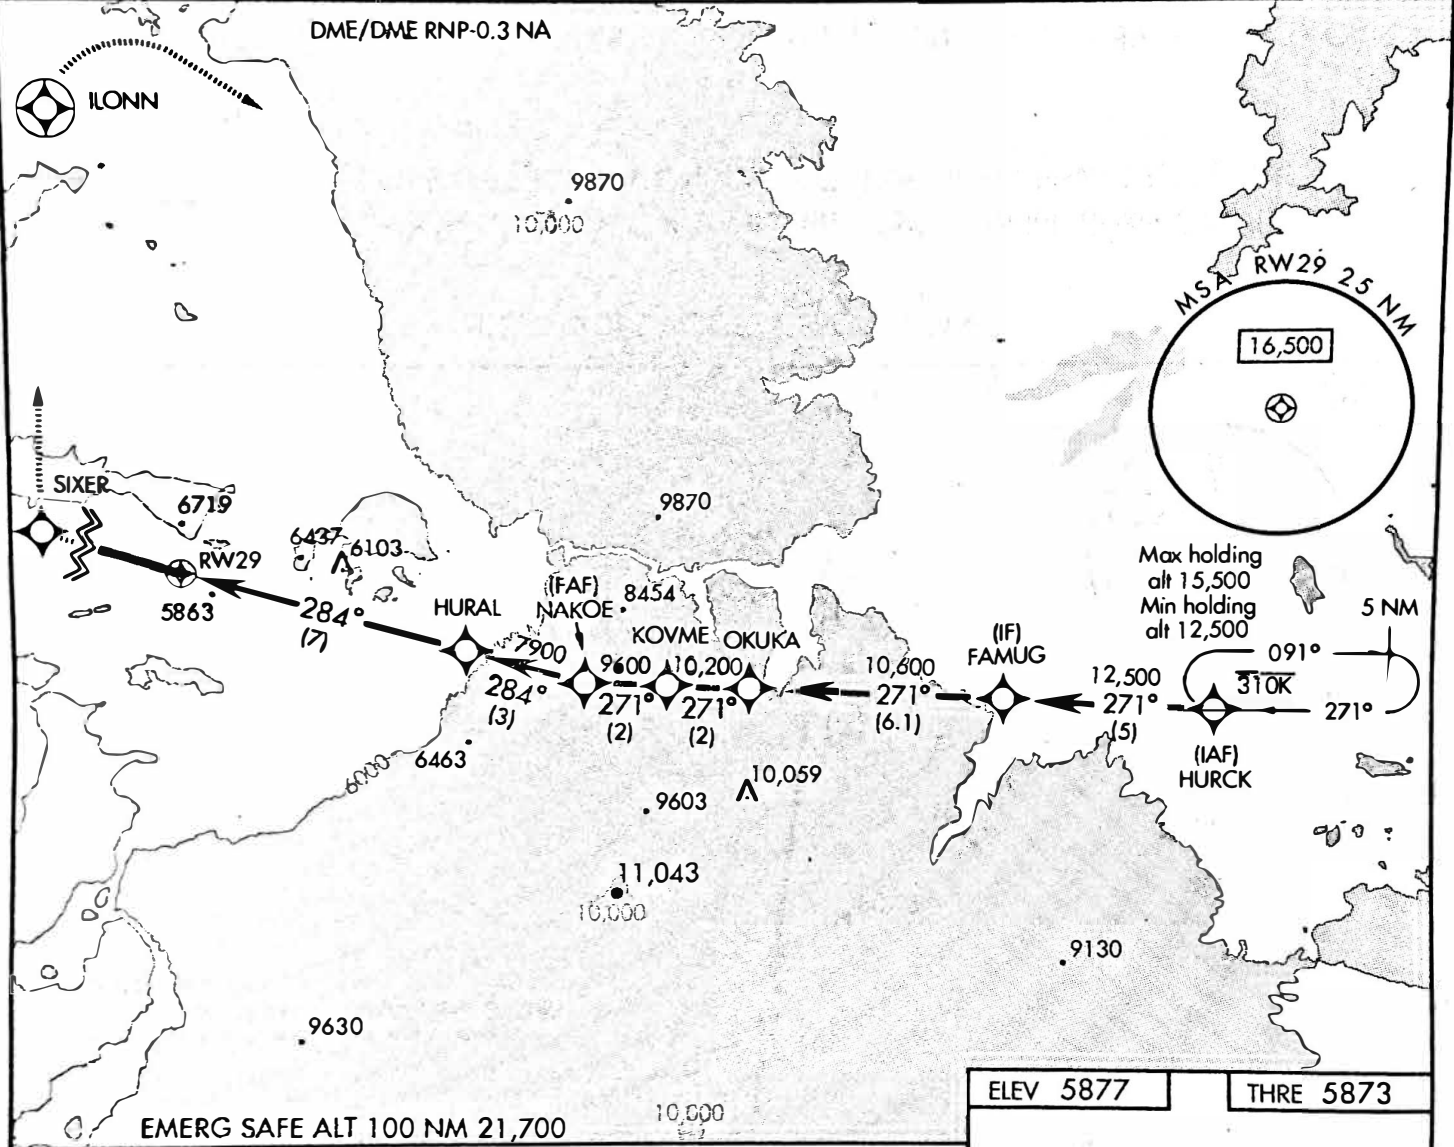 DME/DME RNP-0.3 NA
ILONN
9870
10,000
MSA RW29 25 NM
16,500
SIXER
6719
9870
6437
6103
RW29
5863
284°
(7)
HURAL
(FAF)
NAKOE
8454
KOVME
OKUKA
7900
284°
(3)
9600
271°
(2)
10,200
271°
(2)
10,600
271°
(6.1)
(IF)
FAMUG
12,500
271°
(5)
Max holding
alt 15,500
Min holding
alt 12,500
5 NM
091°
310K
271°
(IAF)
HURCK
6463
6000
10,059
9603
11,043
10,000
9130
9630
ELEV 5877
THRE 5873
10,000
EMERG SAFE ALT 100 NM 21,700